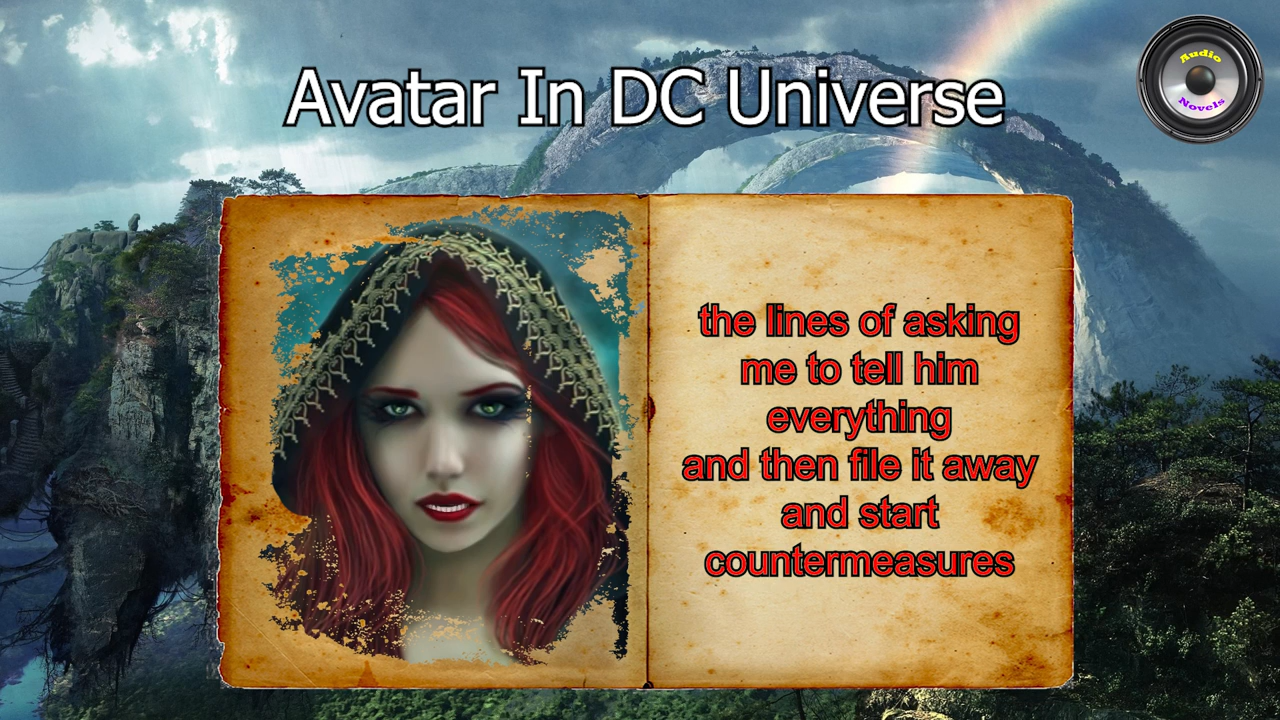 Avatar In DC Universe
Audio
Novels
the lines of asking
me to tell him
everything
and then file it away
and start
countermeasures